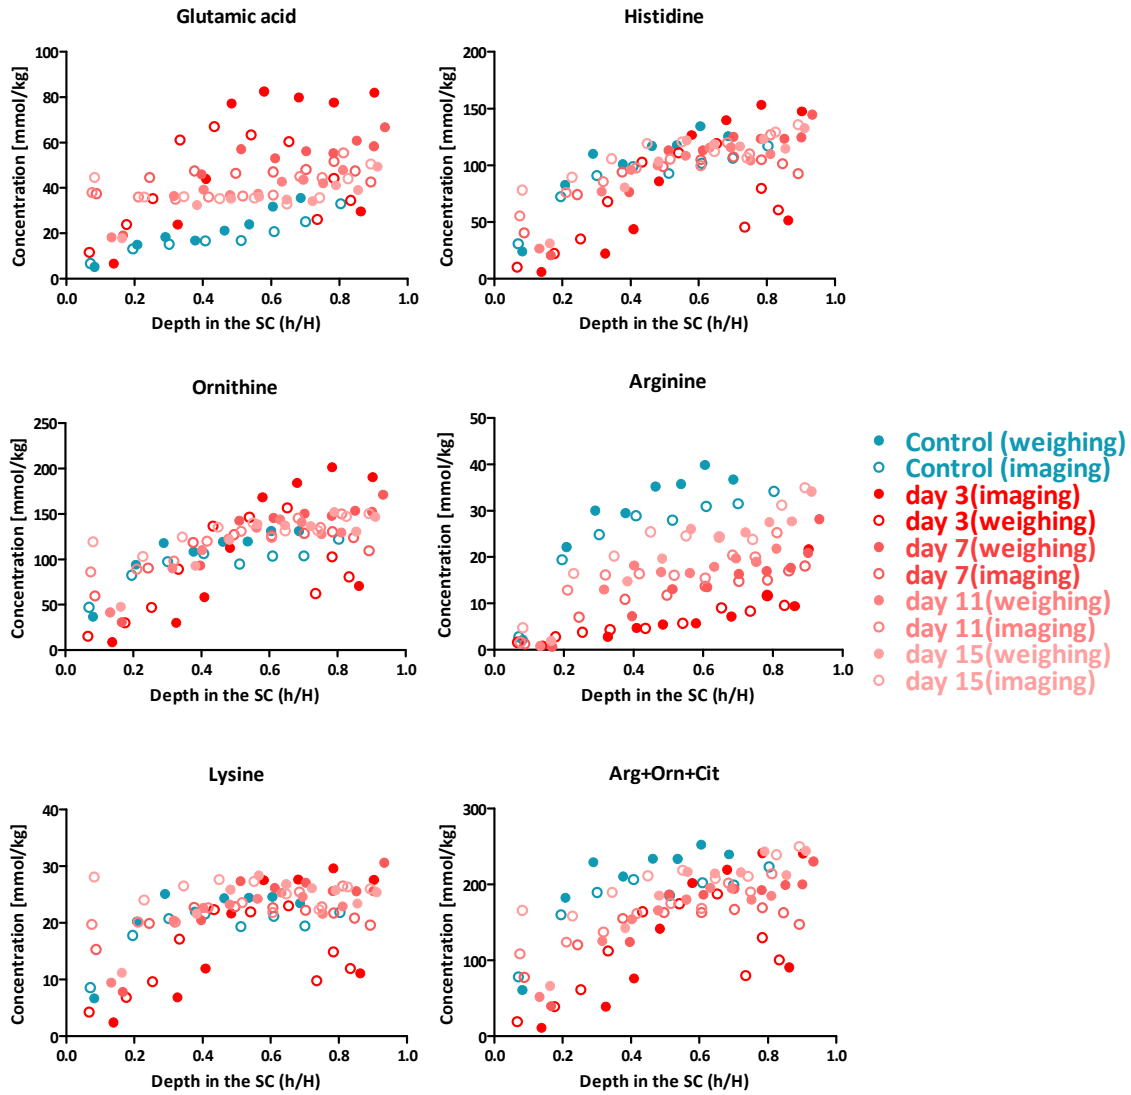 Glutamic acid
Concentration [mmol/kg]
100
80
60
40
20
0
0.0 0.2 0.4 0.6 0.8 1.0
Depth in the SC (h/H)
Histidine
Concentration [mmol/kg]
200
150
100
50
0
0.0 0.2 0.4 0.6 0.8 1.0
Depth in the SC (h/H)
Ornithine
Concentration [mmol/kg]
250
200
150
100
50
0
0.0 0.2 0.4 0.6 0.8 1.0
Depth in the SC (h/H)
Arginine
Concentration [mmol/kg]
50
40
30
20
10
0
0.0 0.2 0.4 0.6 0.8 1.0
Depth in the SC (h/H)
Control (weighing)
Control (imaging)
day 3(imaging)
day 3(weighing)
day 7(weighing)
day 7(imaging)
day 11(weighing)
day 11(imaging)
day 15(weighing)
day 15(imaging)
Lysine
Concentration [mmol/kg]
40
30
20
10
0
0.0 0.2 0.4 0.6 0.8 1.0
Depth in the SC (h/H)
Arg+Orn+Cit
Concentration [mmol/kg]
300
200
100
0
0.0 0.2 0.4 0.6 0.8 1.0
Depth in the SC (h/H)